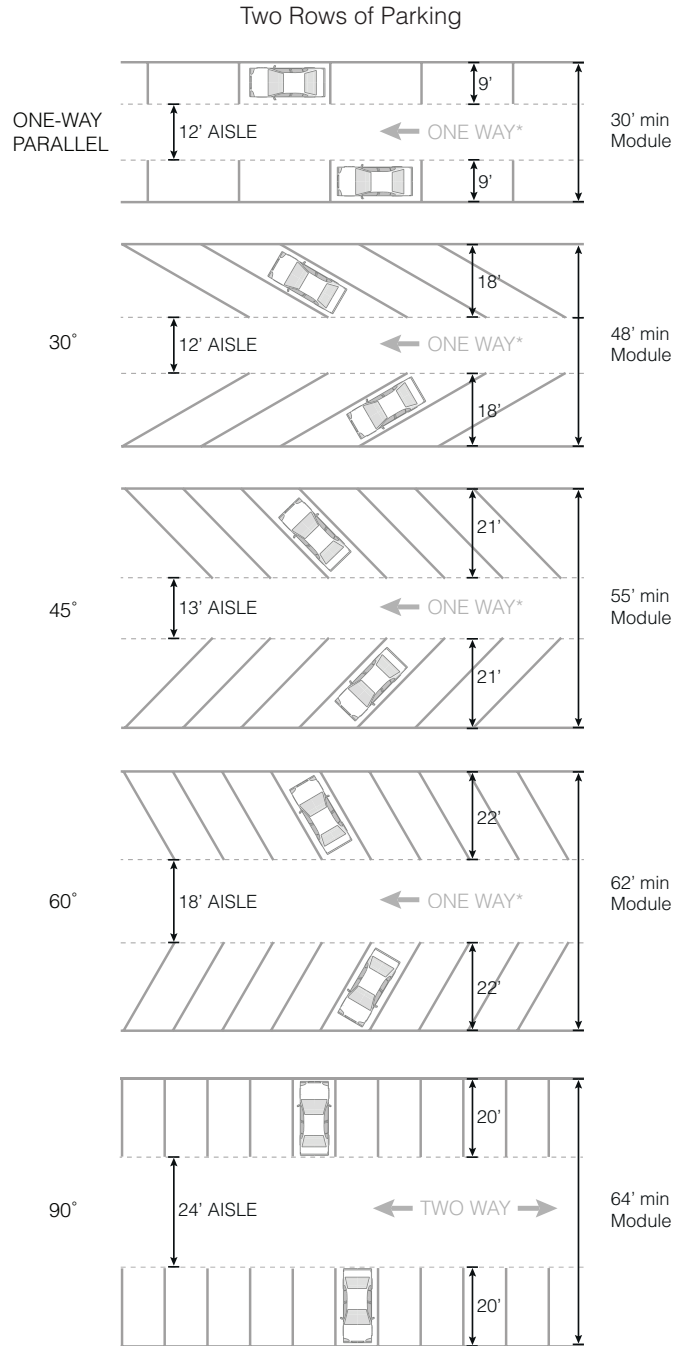 Two Rows of Parking
9’
ONE-WAY
PARALLEL
12’ AISLE
ONE WAY*
30’ min
Module
9’
18’
30˚
12’ AISLE
ONE WAY*
48’ min
Module
18’
21’
45˚
13’ AISLE
ONE WAY*
55’ min
Module
21’
22’
60˚
18’ AISLE
ONE WAY*
62’ min
Module
22’
20’
90˚
24’ AISLE
TWO WAY
64’ min
Module
20’